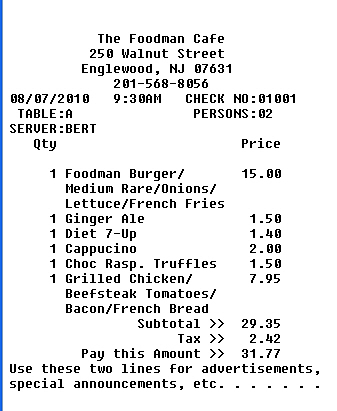 The Foodman Cafe
250 Walnut Street
Englewood, NJ 07631
201-568-8056
08/07/2010 9:30AM CHECK NO:01001
TABLE:A PERSONS:02
SERVER:BERT
Qty Price
1 Foodman Burger/ 15.00
Medium Rare/Onions/
Lettuce/French Fries
1 Ginger Ale 1.50
1 Diet 7-Up 1.40
1 Cappucino 2.00
1 Choc Rasp. Truffles 1.50
1 Grilled Chicken/ 7.95
Beefsteak Tomatoes/
Bacon/French Bread
Subtotal >> 29.35
Tax >> 2.42
Pay this Amount >> 31.77
Use these two lines for advertisements,
special announcements, etc. . . . . . .